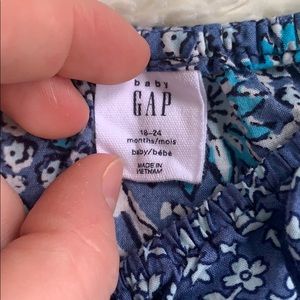 baby
GAP
18-24
months/mois
baby/bébé
MADE IN
VIETNAM